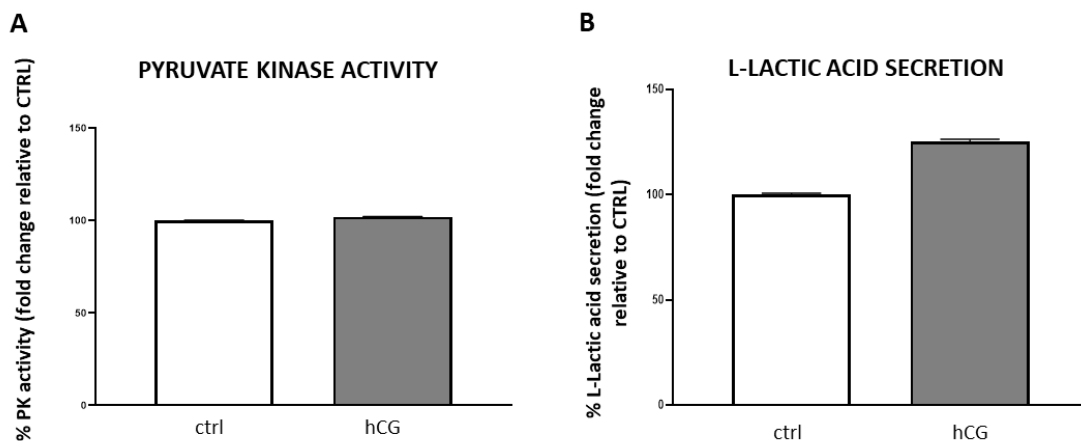 A
PYRUVATE KINASE ACTIVITY
% PK activity (fold change relative to CTRL)
150
100
50
0
ctrl
hCG
B
L-LACTIC ACID SECRETION
% L-Lactic acid secretion (fold change
relative to CTRL)
150
100
50
0
ctrl
hCG